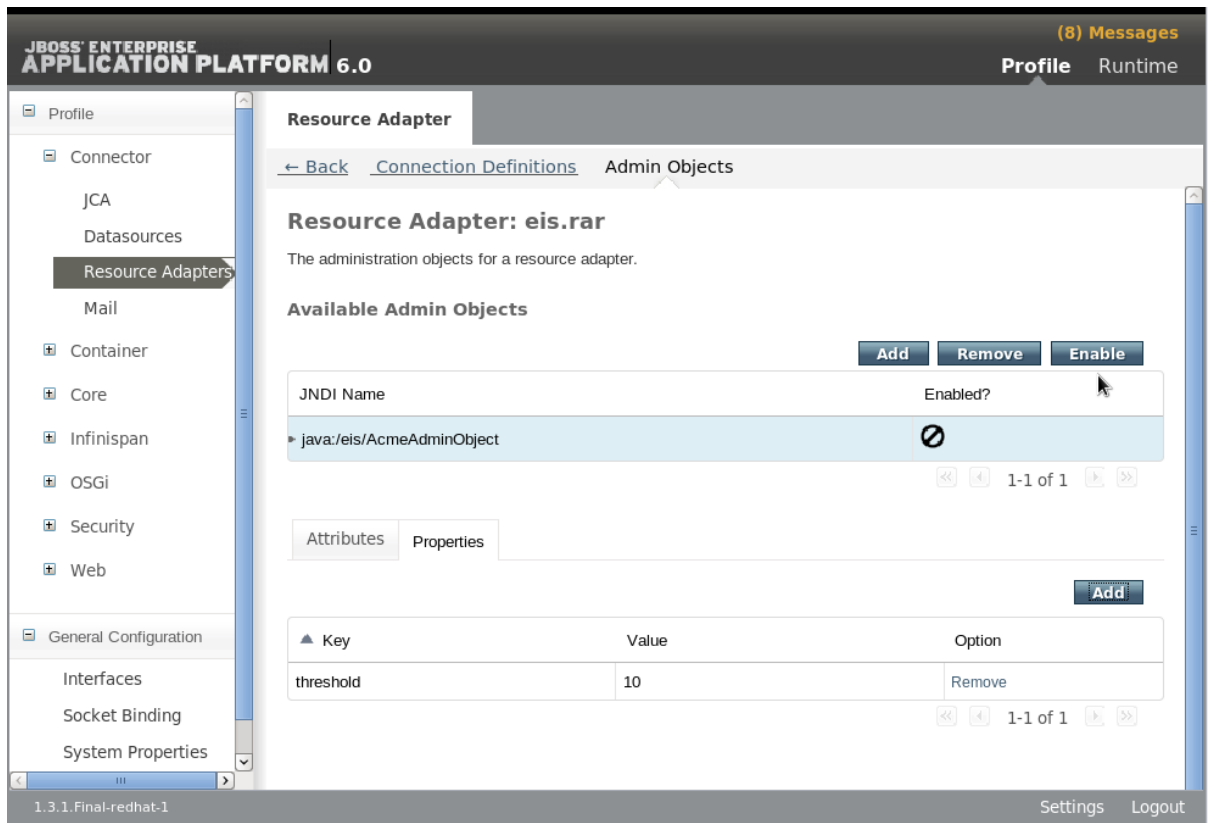 (8) Messages
JBOSS' ENTERPRISE
APPLICATION PLATFORM 6.0
Profile Runtime
Profile
Connector
JCA
Datasources
Resource Adapters
Mail
Container
Core
Infinispan
OSGi
Security
Web
General Configuration
Interfaces
Socket Binding
System Properties
Resource Adapter
← Back Connection Definitions Admin Objects
Resource Adapter: eis.rar
The administration objects for a resource adapter.
Available Admin Objects
Add Remove Enable
JNDI Name Enabled?
java:/eis/AcmeAdminObject
1-1 of 1
Attributes Properties
Add
Key Value Option
threshold 10 Remove
1-1 of 1
1.3.1.Final-redhat-1 Settings Logout